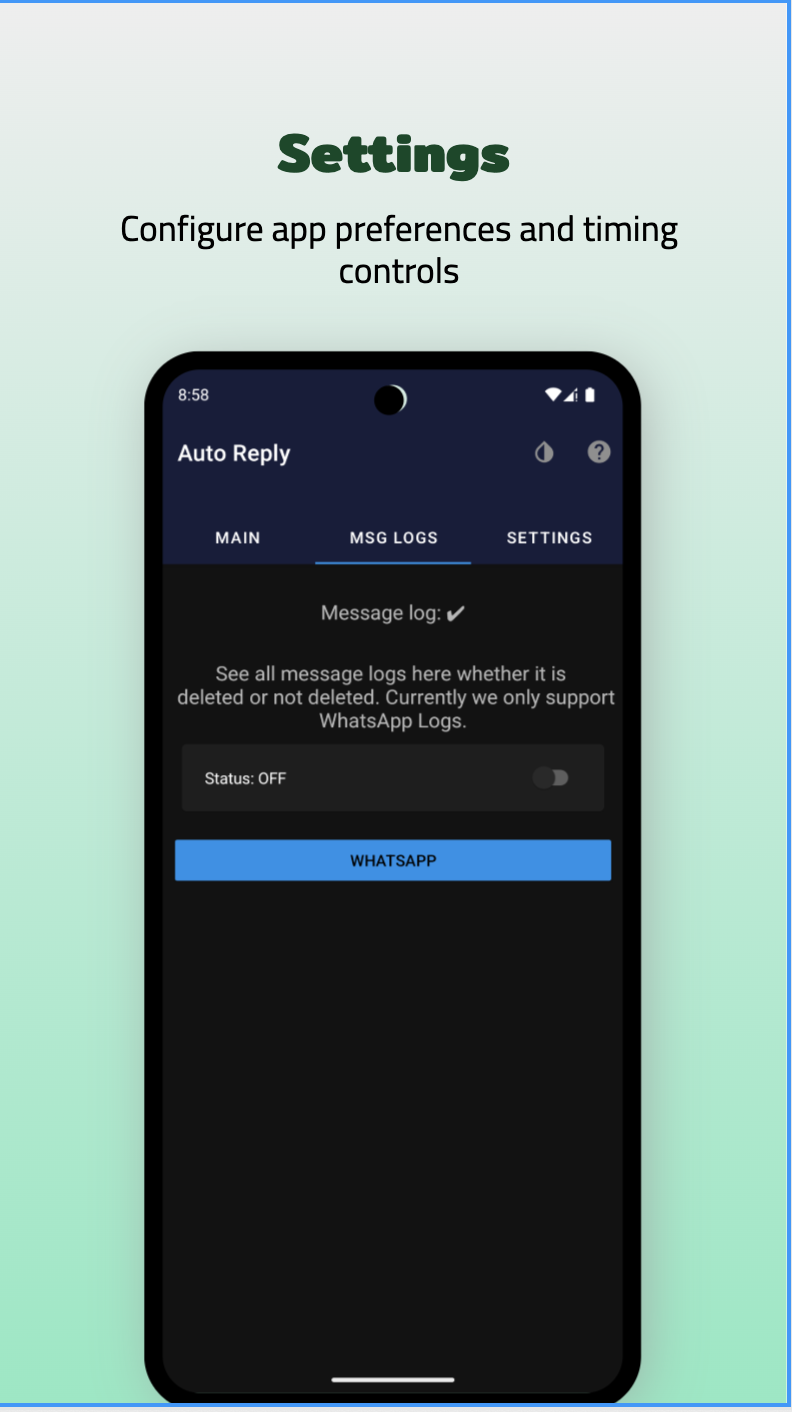 Settings
Configure app preferences and timing
controls
8:58
Auto Reply
MAIN MSG LOGS SETTINGS
Message log: ✔
See all message logs here whether it is
deleted or not deleted. Currently we only support
WhatsApp Logs.
Status: OFF
WHATSAPP